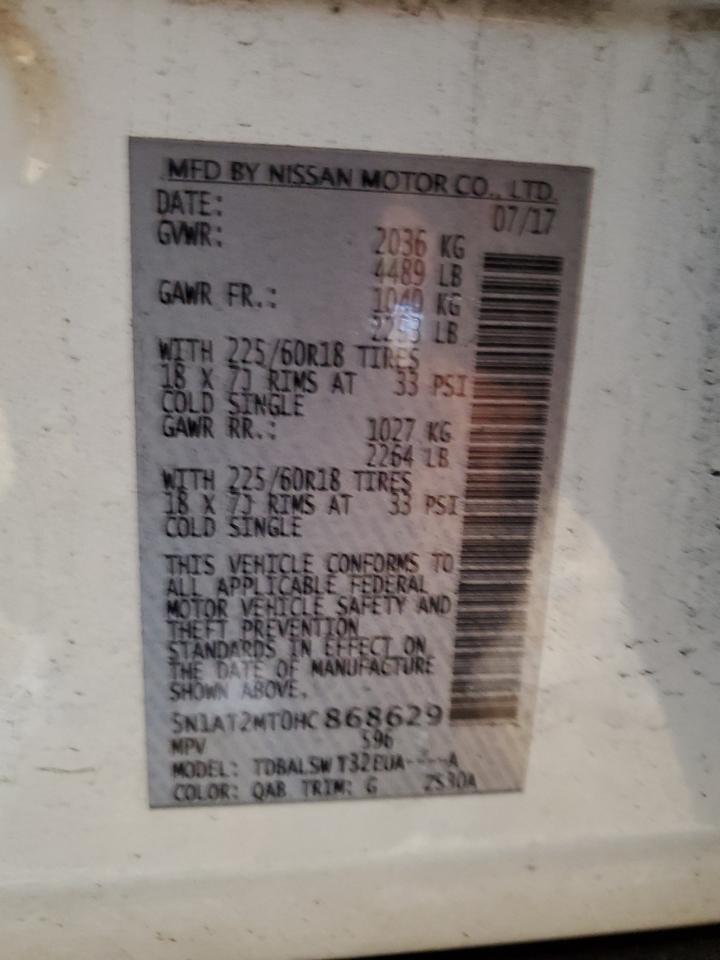 MFD BY NISSAN MOTOR CO., LTD.
DATE: 07/17
GVWR: 2036 KG
4489 LB
GAWR FR.: 1040 KG
2293 LB
WITH 225/60R18 TIRES
18 X 7J RIMS AT 33 PSI
COLD SINGLE
GAWR RR.: 1027 KG
2264 LB
WITH 225/60R18 TIRES
18 X 7J RIMS AT 33 PSI
COLD SINGLE
THIS VEHICLE CONFORMS TO
ALL APPLICABLE FEDERAL
MOTOR VEHICLE SAFETY AND
THEFT PREVENTION
STANDARDS IN EFFECT ON
THE DATE OF MANUFACTURE
SHOWN ABOVE.
5N1AT2MT0HC868629
MPV 596
MODEL: TDBALSWT32EUA----A
COLOR: QAB TRIM: G 2S30A